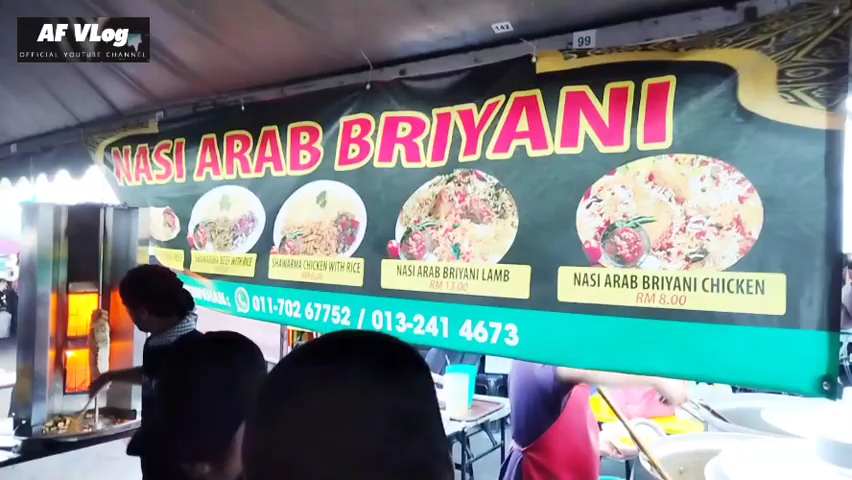 AF VLog
OFFICIAL YOUTUBE CHANNEL
142
99
NASI ARAB BRIYANI
SHAWARMA BEEF WITH RICE
SHAWARMA CHICKEN WITH RICE
NASI ARAB BRIYANI LAMB
RM 13.00
NASI ARAB BRIYANI CHICKEN
RM 8.00
011-702 67752 / 013-241 4673